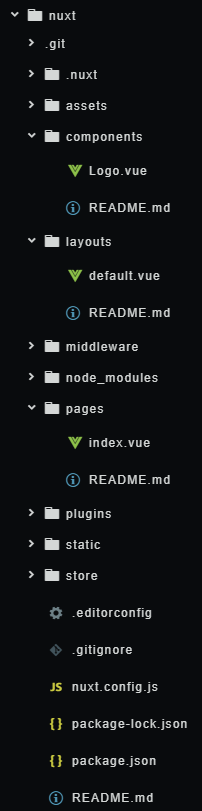 nuxt
.git
.nuxt
assets
components
Logo.vue
README.md
layouts
default.vue
README.md
middleware
node_modules
pages
index.vue
README.md
plugins
static
store
.editorconfig
.gitignore
JS nuxt.config.js
{} package-lock.json
{} package.json
README.md